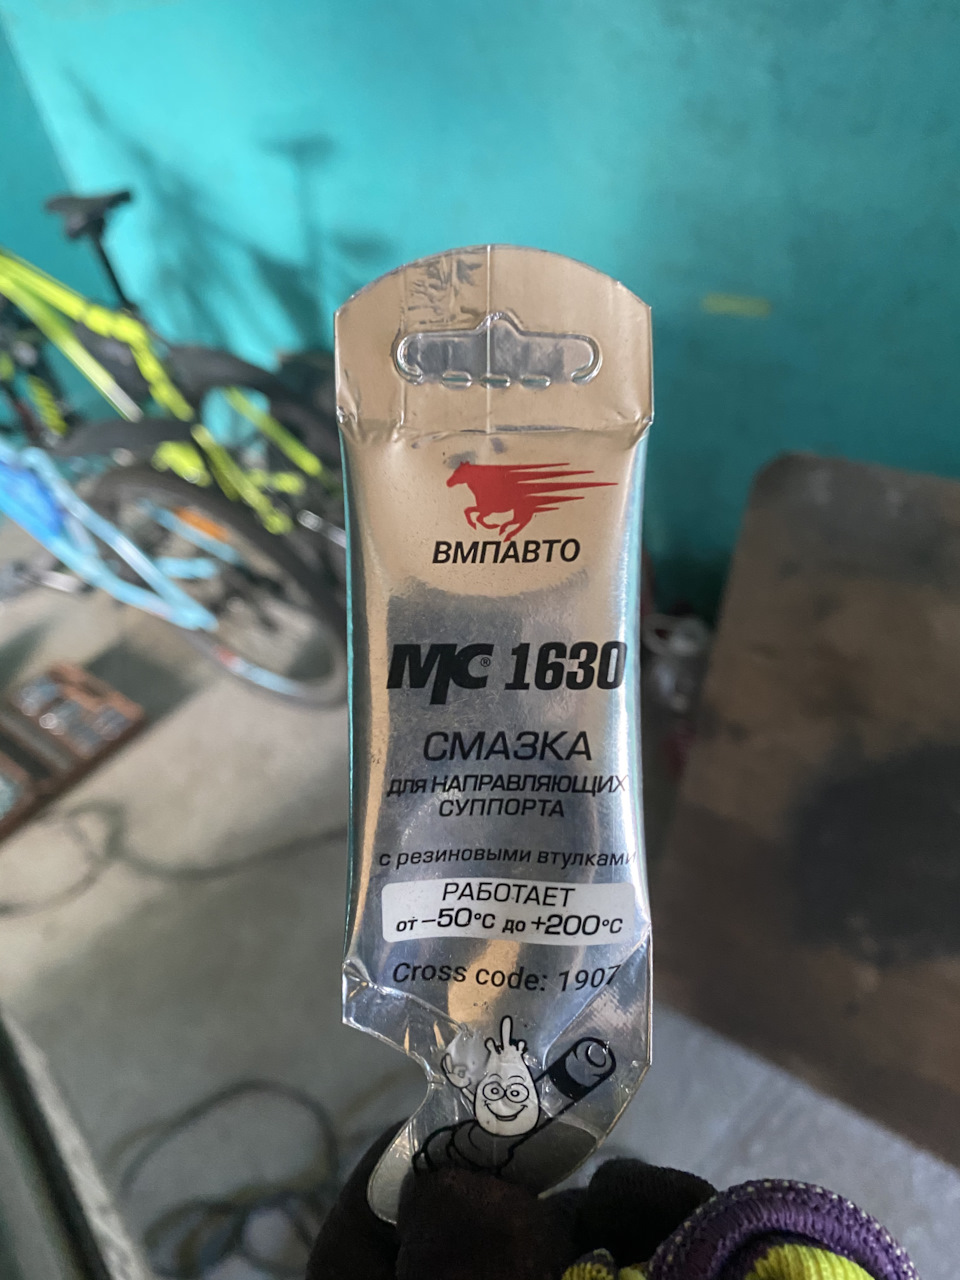 ВМПАВТО
МС® 1630
СМАЗКА
для НАПРАВЛЯЮЩИХ
СУППОРТА
с резиновыми втулками
РАБОТАЕТ
от −50°C до +200°C
Cross code: 1907